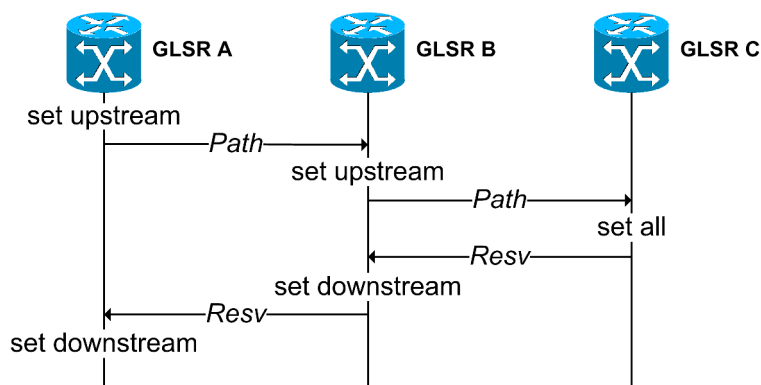 GLSR A
GLSR B
GLSR C
set upstream
Path
set upstream
Path
set all
Resv
set downstream
Resv
set downstream